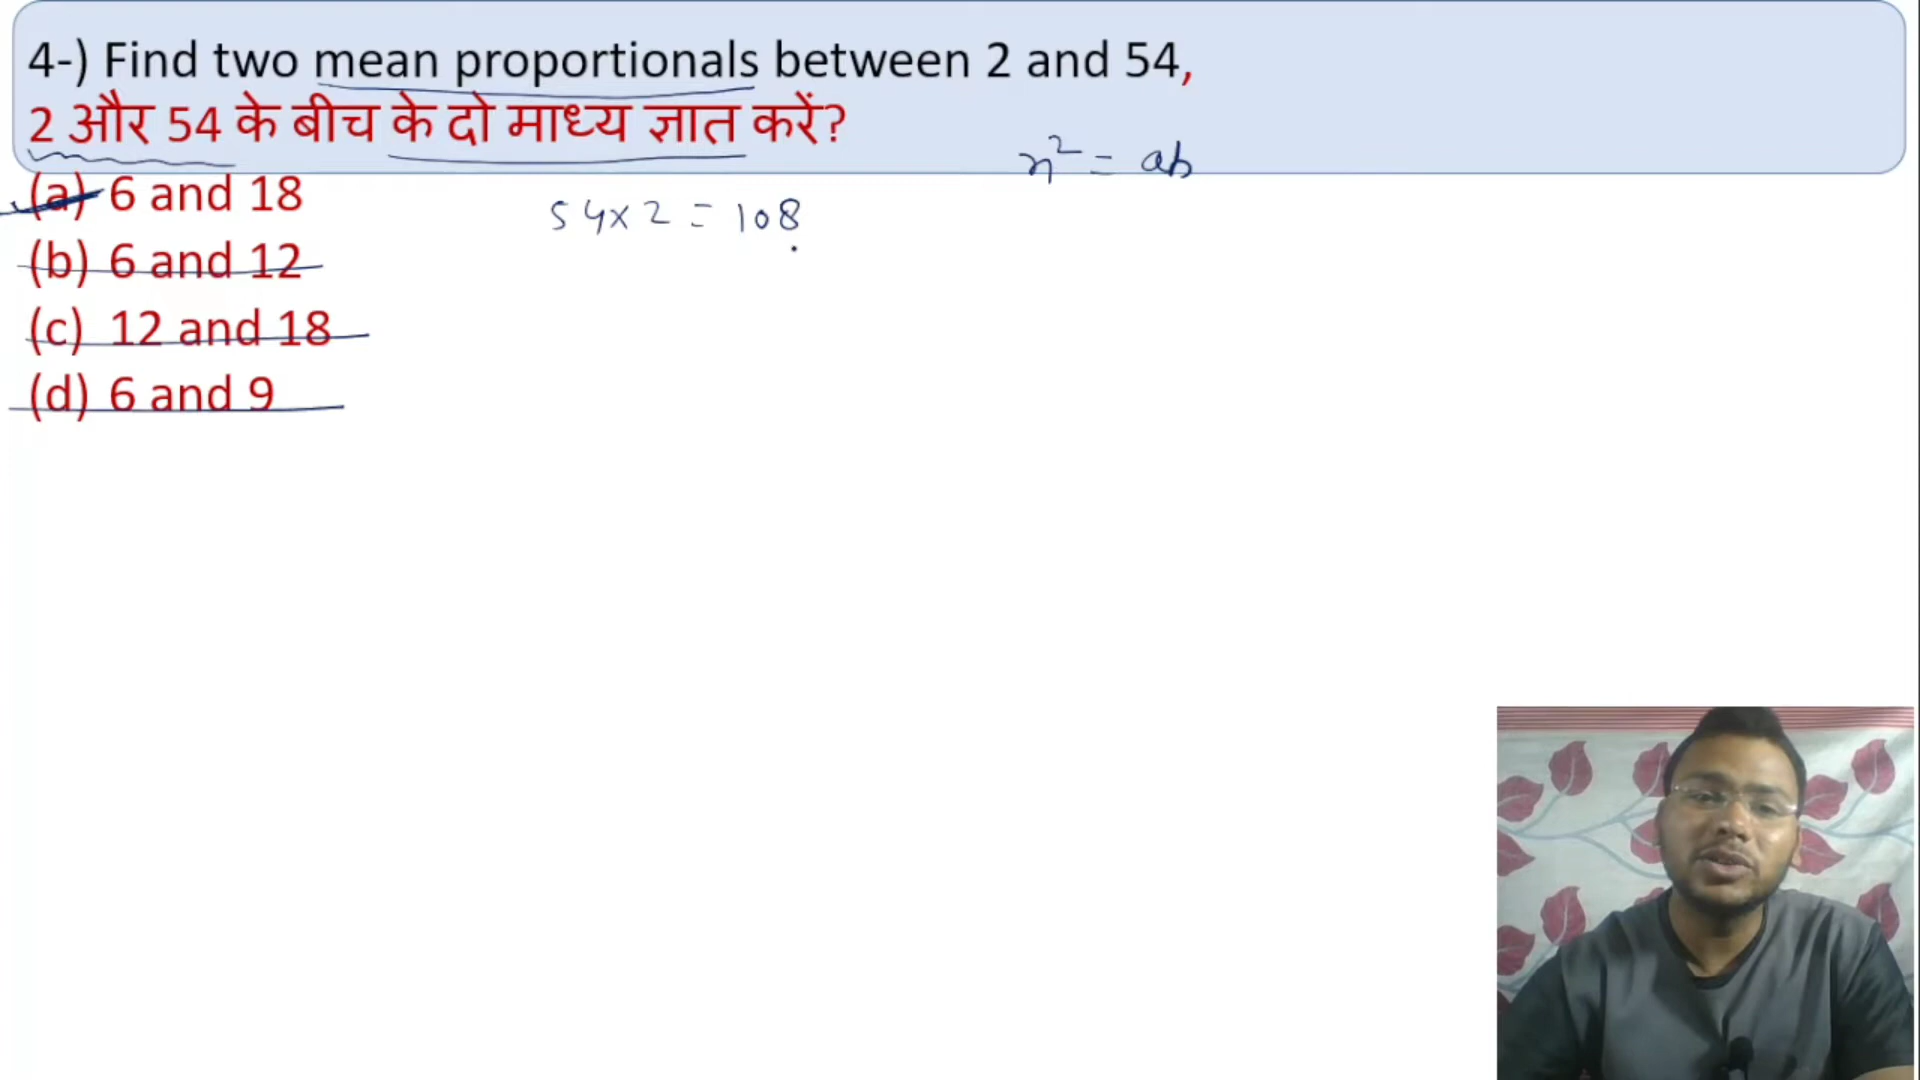 4-) Find two mean proportionals between 2 and 54,
2 और 54 के बीच के दो माध्य ज्ञात करें?
x² = ab
(a) 6 and 18
54x2 = 108
(b) 6 and 12
(c) 12 and 18
(d) 6 and 9